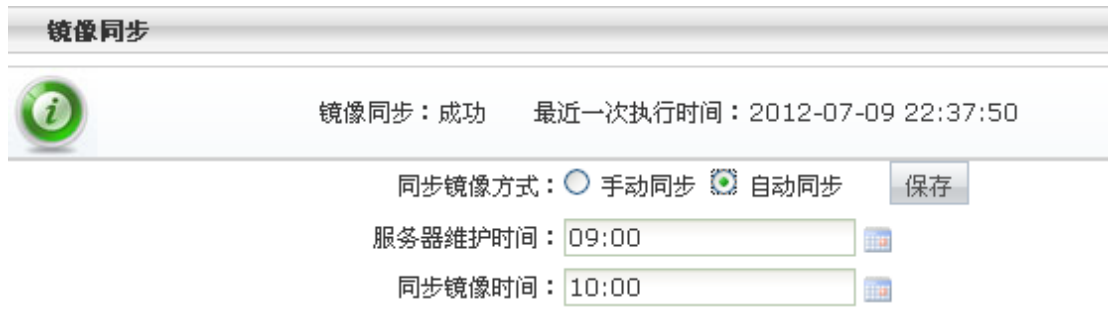 镜像同步
镜像同步：成功 最近一次执行时间：2012-07-09 22:37:50
同步镜像方式： 手动同步 自动同步 保存
服务器维护时间： 09:00
同步镜像时间： 10:00